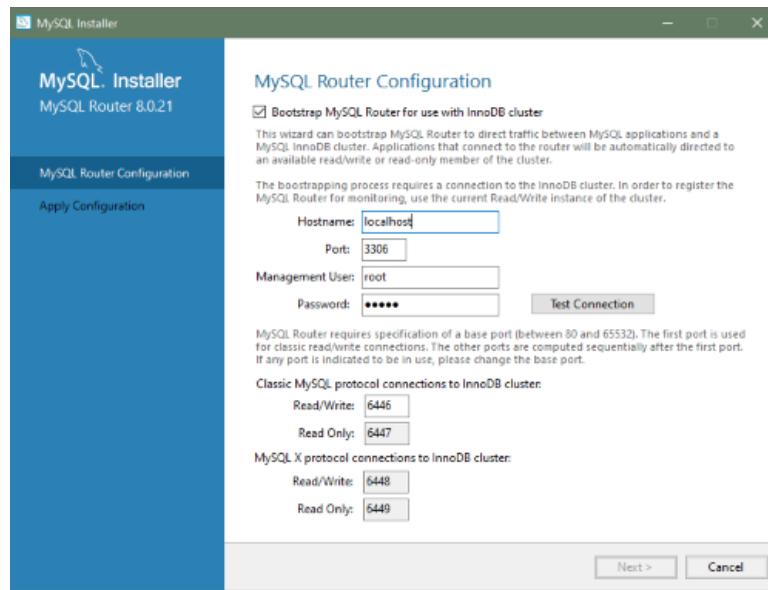 MySQL Installer
MySQL. Installer
MySQL Router 8.0.21
MySQL Router Configuration
Apply Configuration
MySQL Router Configuration
Bootstrap MySQL Router for use with InnoDB cluster
This wizard can bootstrap MySQL Router to direct traffic between MySQL applications and a
MySQL InnoDB cluster. Applications that connect to the router will be automatically directed to
an available read/write or read-only member of the cluster.
The boostrapping process requires a connection to the InnoDB cluster. In order to register the
MySQL Router for monitoring, use the current Read/Write instance of the cluster.
Hostname: localhost
Port: 3306
Management User: root
Password: •••••
Test Connection
MySQL Router requires specification of a base port (between 80 and 65532). The first port is used
for classic read/write connections. The other ports are computed sequentially after the first port.
If any port is indicated to be in use, please change the base port.
Classic MySQL protocol connections to InnoDB cluster:
Read/Write: 6446
Read Only: 6447
MySQL X protocol connections to InnoDB cluster:
Read/Write: 6448
Read Only: 6449
Next >
Cancel